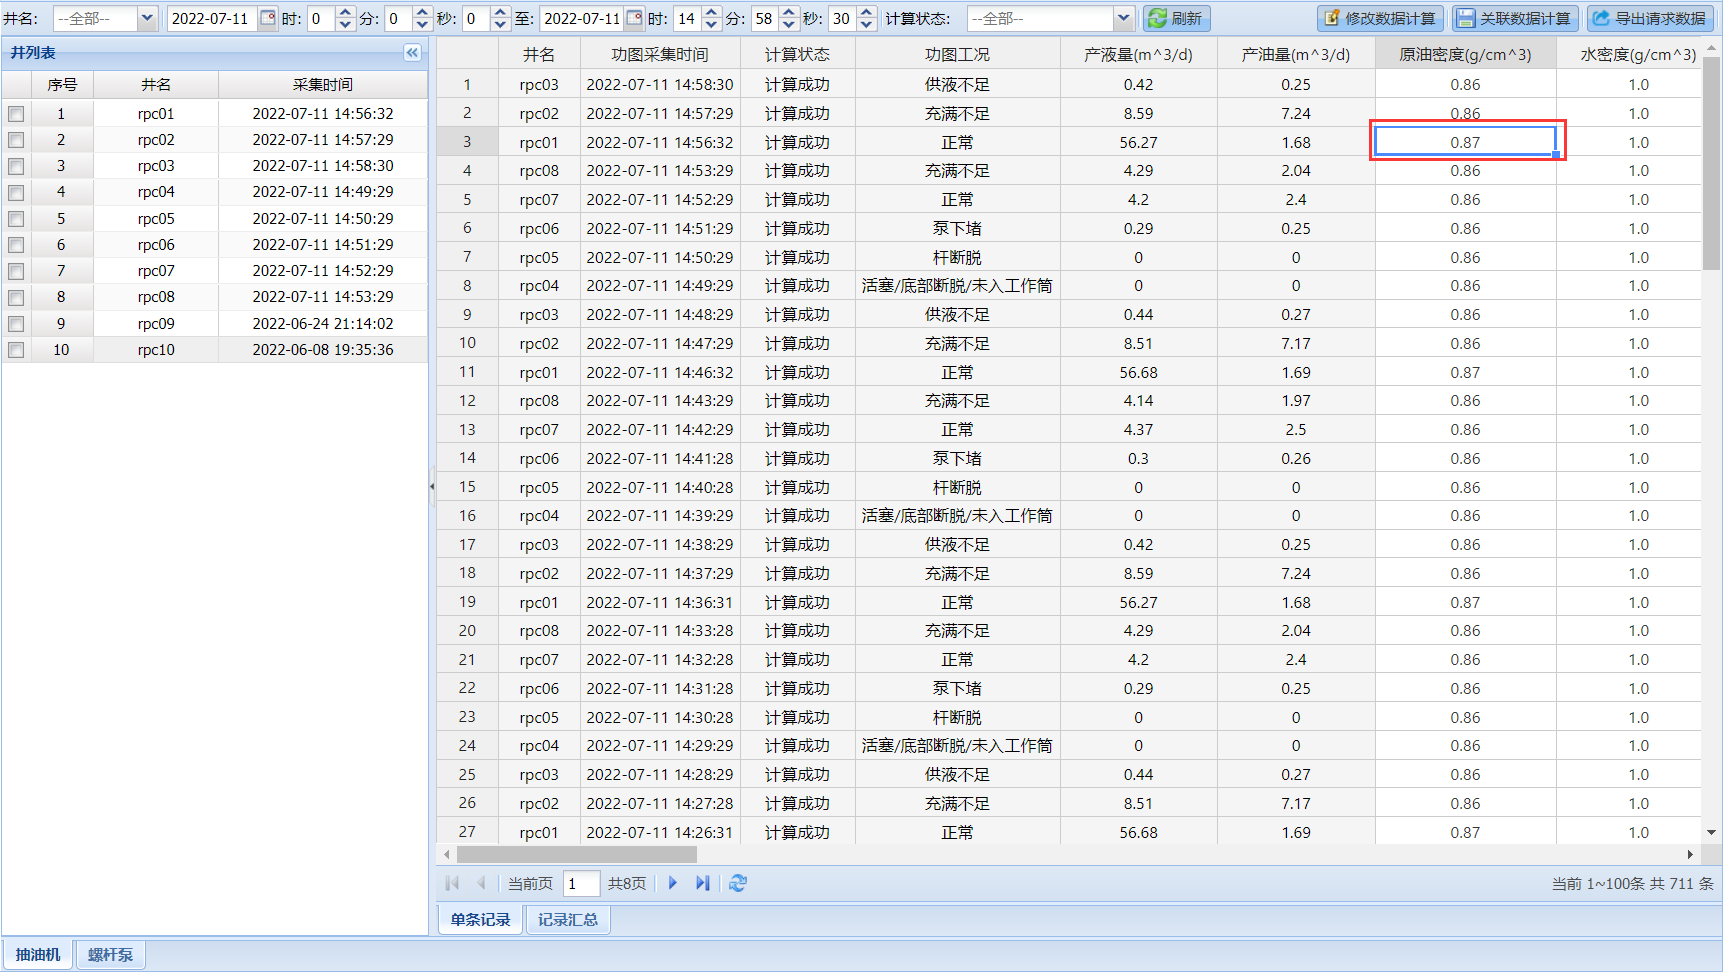 井名: --全部-- 2022-07-11 时: 0 分: 0 秒: 0 至: 2022-07-11 时: 14 分: 58 秒: 30 计算状态: --全部-- 刷新 修改数据计算 关联数据计算 导出请求数据
井列表
序号 井名 采集时间
1 rpc01 2022-07-11 14:56:32
2 rpc02 2022-07-11 14:57:29
3 rpc03 2022-07-11 14:58:30
4 rpc04 2022-07-11 14:49:29
5 rpc05 2022-07-11 14:50:29
6 rpc06 2022-07-11 14:51:29
7 rpc07 2022-07-11 14:52:29
8 rpc08 2022-07-11 14:53:29
9 rpc09 2022-06-24 21:14:02
10 rpc10 2022-06-08 19:35:36
井名 功图采集时间 计算状态 功图工况 产液量(m^3/d) 产油量(m^3/d) 原油密度(g/cm^3) 水密度(g/cm^3)
1 rpc03 2022-07-11 14:58:30 计算成功 供液不足 0.42 0.25 0.86 1.0
2 rpc02 2022-07-11 14:57:29 计算成功 充满不足 8.59 7.24 0.86 1.0
3 rpc01 2022-07-11 14:56:32 计算成功 正常 56.27 1.68 0.87 1.0
4 rpc08 2022-07-11 14:53:29 计算成功 充满不足 4.29 2.04 0.86 1.0
5 rpc07 2022-07-11 14:52:29 计算成功 正常 4.2 2.4 0.86 1.0
6 rpc06 2022-07-11 14:51:29 计算成功 泵下堵 0.29 0.25 0.86 1.0
7 rpc05 2022-07-11 14:50:29 计算成功 杆断脱 0 0 0.86 1.0
8 rpc04 2022-07-11 14:49:29 计算成功 活塞/底部断脱/未入工作筒 0 0 0.86 1.0
9 rpc03 2022-07-11 14:48:29 计算成功 供液不足 0.44 0.27 0.86 1.0
10 rpc02 2022-07-11 14:47:29 计算成功 充满不足 8.51 7.17 0.86 1.0
11 rpc01 2022-07-11 14:46:32 计算成功 正常 56.68 1.69 0.87 1.0
12 rpc08 2022-07-11 14:43:29 计算成功 充满不足 4.14 1.97 0.86 1.0
13 rpc07 2022-07-11 14:42:29 计算成功 正常 4.37 2.5 0.86 1.0
14 rpc06 2022-07-11 14:41:28 计算成功 泵下堵 0.3 0.26 0.86 1.0
15 rpc05 2022-07-11 14:40:28 计算成功 杆断脱 0 0 0.86 1.0
16 rpc04 2022-07-11 14:39:29 计算成功 活塞/底部断脱/未入工作筒 0 0 0.86 1.0
17 rpc03 2022-07-11 14:38:29 计算成功 供液不足 0.42 0.25 0.86 1.0
18 rpc02 2022-07-11 14:37:29 计算成功 充满不足 8.59 7.24 0.86 1.0
19 rpc01 2022-07-11 14:36:31 计算成功 正常 56.27 1.68 0.87 1.0
20 rpc08 2022-07-11 14:33:28 计算成功 充满不足 4.29 2.04 0.86 1.0
21 rpc07 2022-07-11 14:32:28 计算成功 正常 4.2 2.4 0.86 1.0
22 rpc06 2022-07-11 14:31:28 计算成功 泵下堵 0.29 0.25 0.86 1.0
23 rpc05 2022-07-11 14:30:28 计算成功 杆断脱 0 0 0.86 1.0
24 rpc04 2022-07-11 14:29:29 计算成功 活塞/底部断脱/未入工作筒 0 0 0.86 1.0
25 rpc03 2022-07-11 14:28:29 计算成功 供液不足 0.44 0.27 0.86 1.0
26 rpc02 2022-07-11 14:27:28 计算成功 充满不足 8.51 7.17 0.86 1.0
27 rpc01 2022-07-11 14:26:31 计算成功 正常 56.68 1.69 0.87 1.0
当前页 1 共8页 当前 1~100条 共 711 条
单条记录 记录汇总
抽油机 螺杆泵